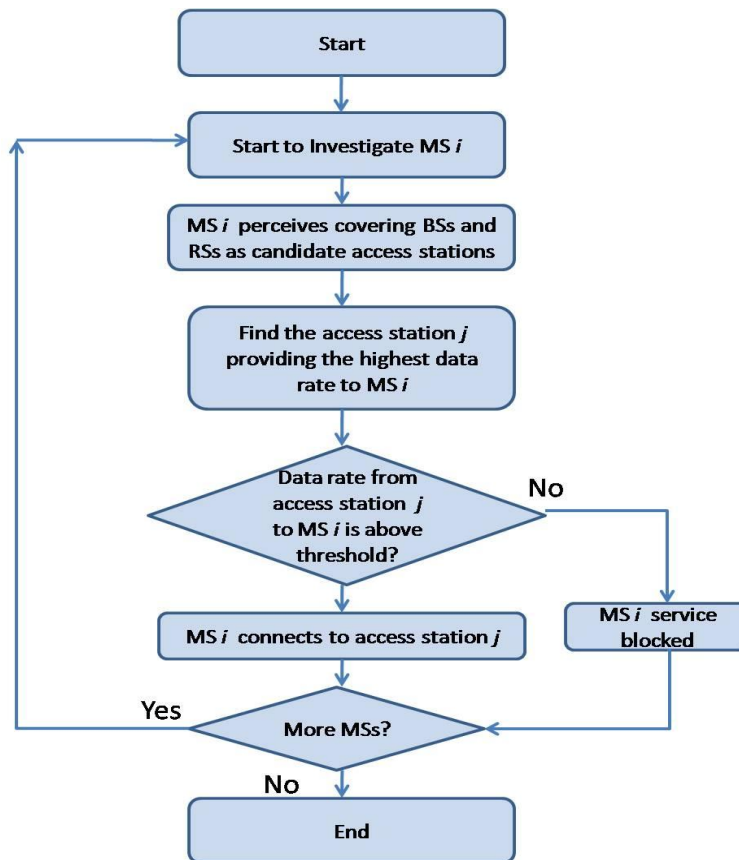 Start
Start to Investigate MS i
MS i perceives covering BSs and
RSs as candidate access stations
Find the access station j
providing the highest data
rate to MS i
Data rate from
access station j
to MS i is above
threshold?
No
MS i connects to access station j
MS i service
blocked
Yes
More MSs?
No
End